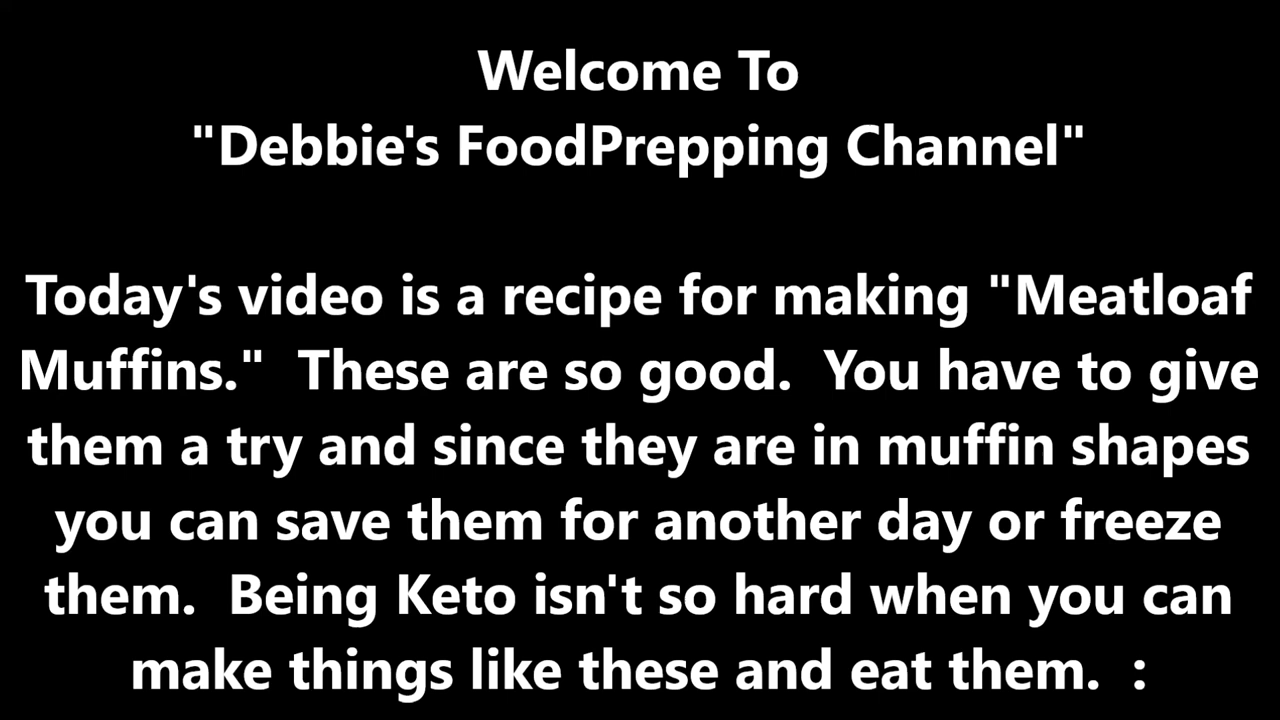 Welcome To
"Debbie's FoodPrepping Channel"
Today's video is a recipe for making "Meatloaf
Muffins."  These are so good.  You have to give
them a try and since they are in muffin shapes
you can save them for another day or freeze
them.  Being Keto isn't so hard when you can
make things like these and eat them.  :